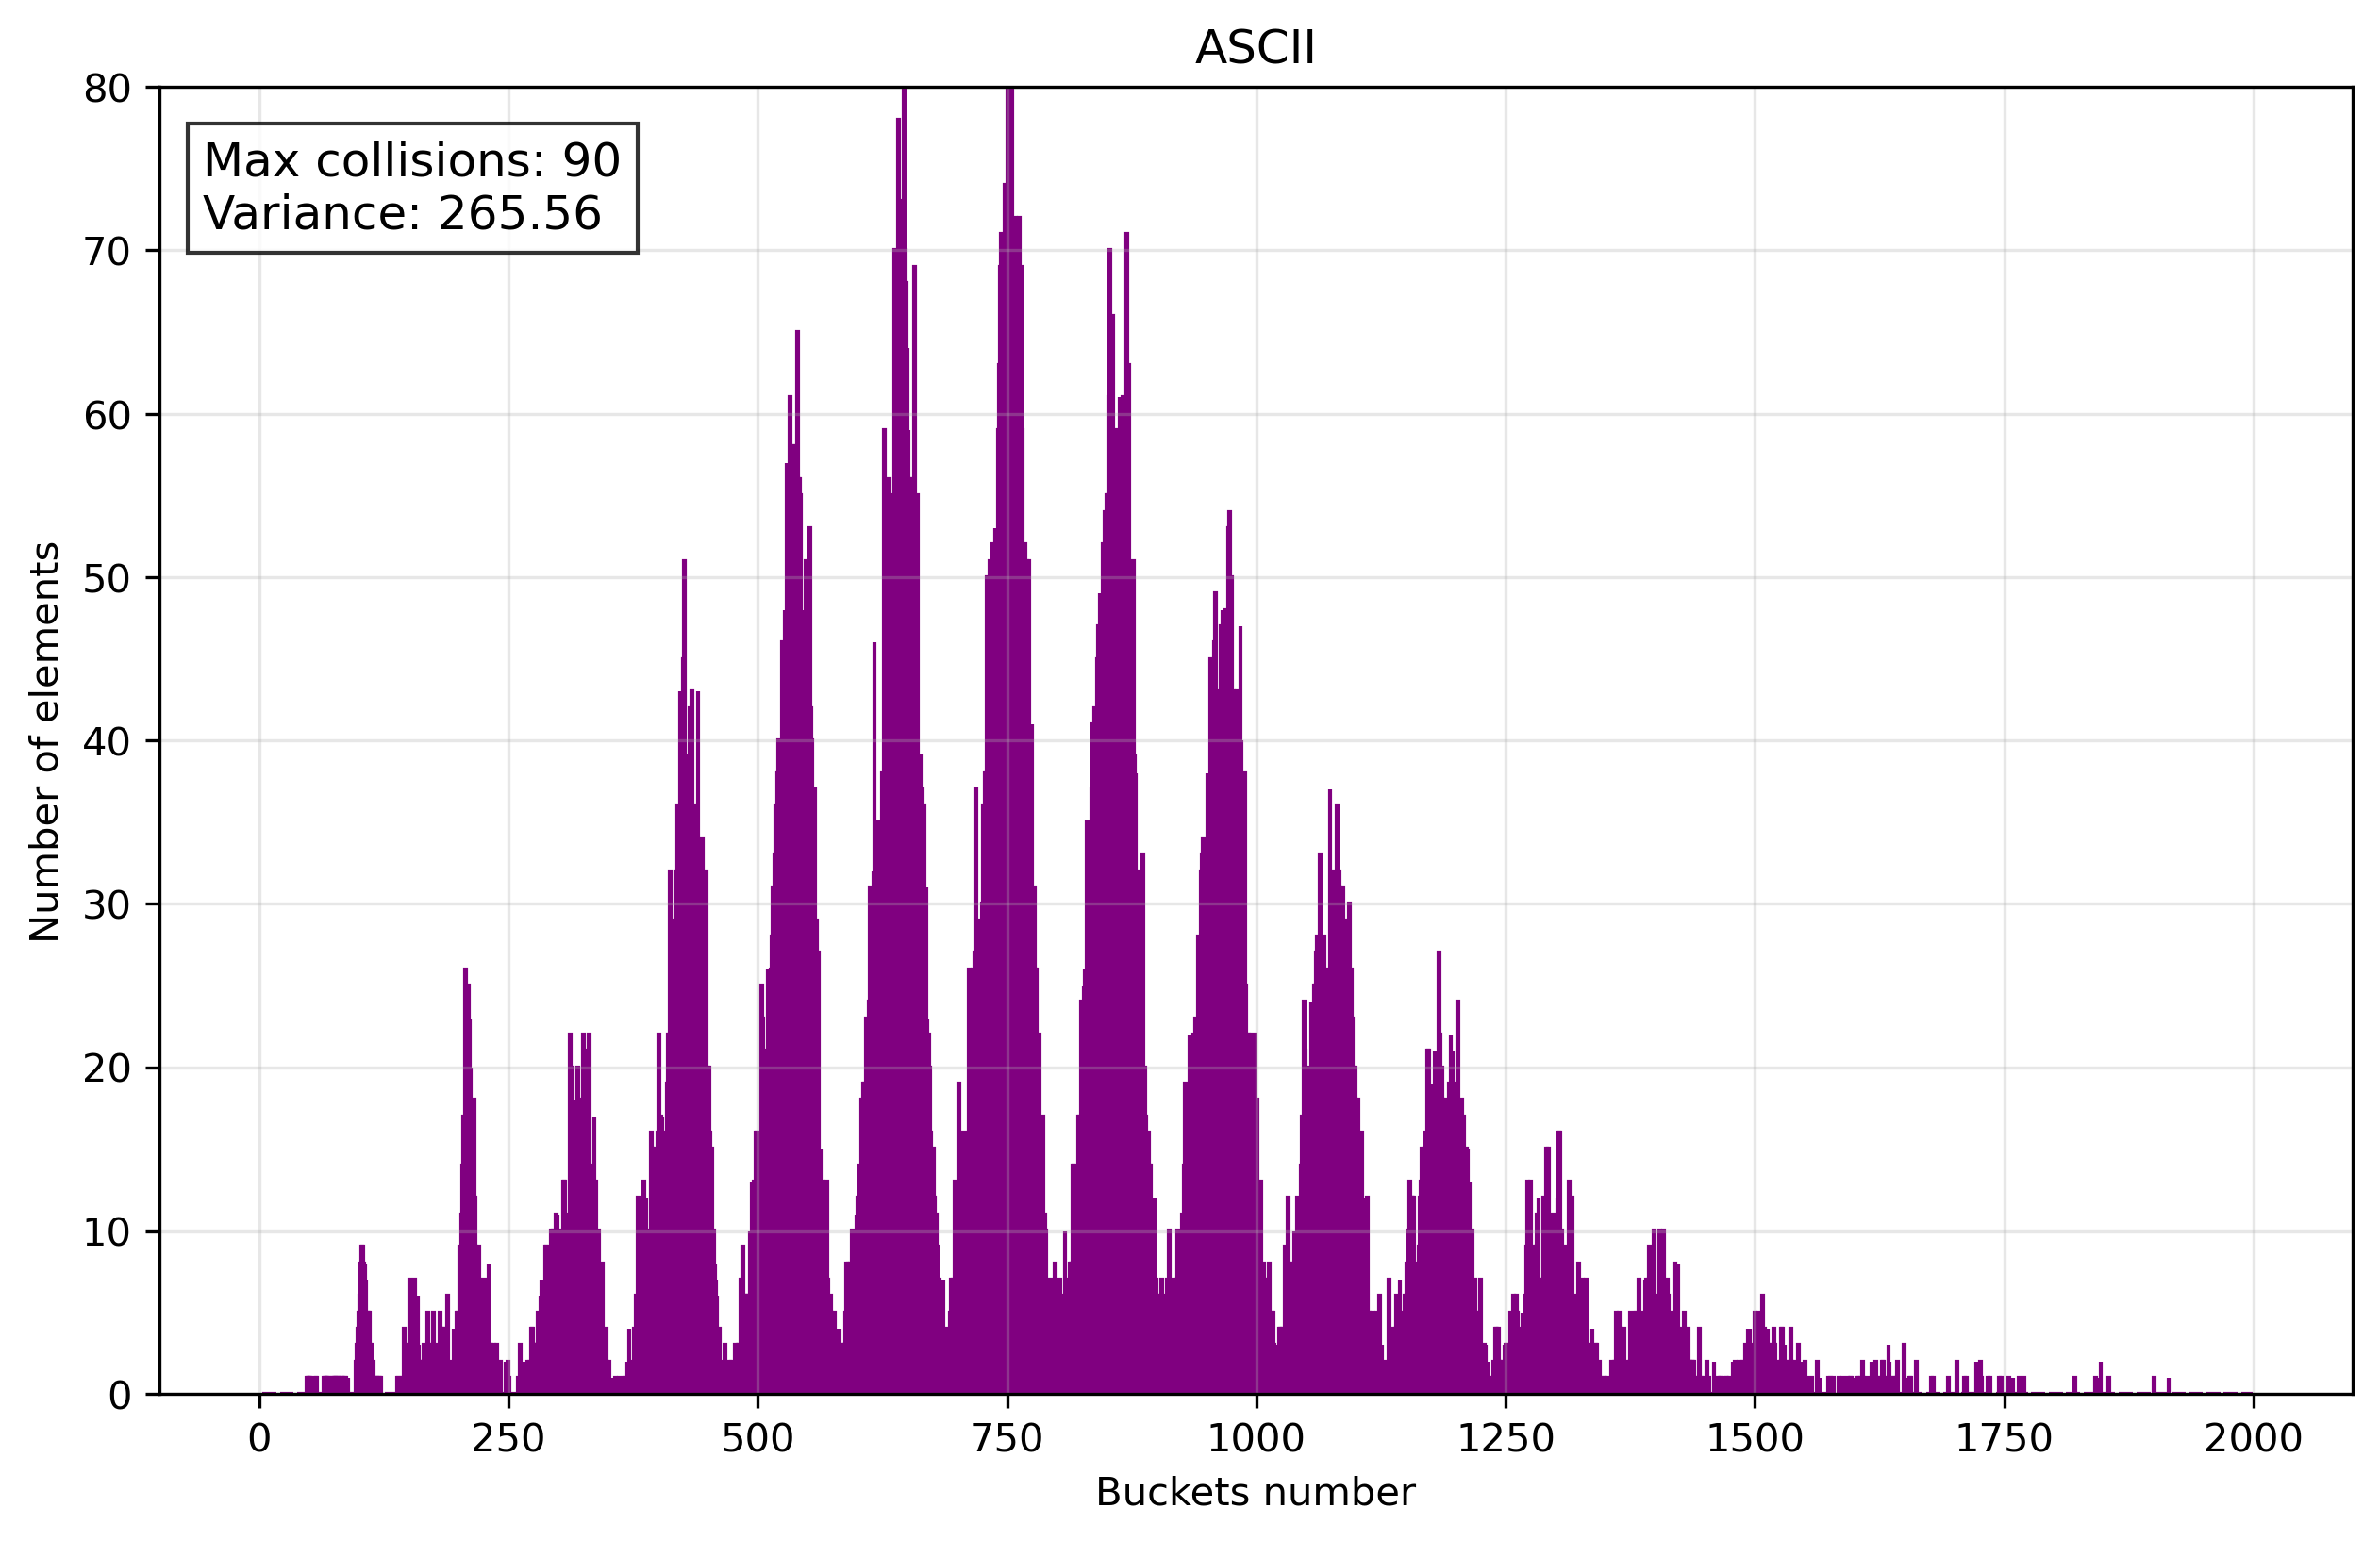 ASCII
Max collisions: 90
Variance: 265.56
80
70
60
50
40
30
20
10
0
Number of elements
0 250 500 750 1000 1250 1500 1750 2000
Buckets number